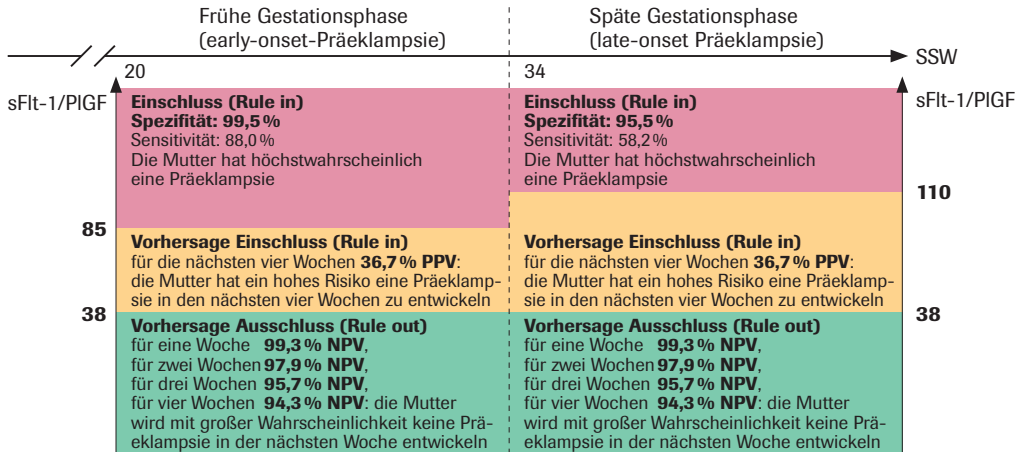 Frühe Gestationsphase
(early-onset-Präeklampsie)
Späte Gestationsphase
(late-onset Präeklampsie)
SSW
20
34
sFlt-1/PlGF
sFlt-1/PlGF
Einschluss (Rule in)
Spezifität: 99,5 %
Sensitivität: 88,0 %
Die Mutter hat höchstwahrscheinlich
eine Präeklampsie
Einschluss (Rule in)
Spezifität: 95,5 %
Sensitivität: 58,2 %
Die Mutter hat höchstwahrscheinlich
eine Präeklampsie
110
85
Vorhersage Einschluss (Rule in)
für die nächsten vier Wochen 36,7 % PPV:
die Mutter hat ein hohes Risiko eine Präeklamp-
sie in den nächsten vier Wochen zu entwickeln
Vorhersage Einschluss (Rule in)
für die nächsten vier Wochen 36,7 % PPV:
die Mutter hat ein hohes Risiko eine Präeklamp-
sie in den nächsten vier Wochen zu entwickeln
38
38
Vorhersage Ausschluss (Rule out)
für eine Woche 99,3 % NPV,
für zwei Wochen 97,9 % NPV,
für drei Wochen 95,7 % NPV,
für vier Wochen 94,3 % NPV: die Mutter
wird mit großer Wahrscheinlichkeit keine Prä-
eklampsie in der nächsten Woche entwickeln
Vorhersage Ausschluss (Rule out)
für eine Woche 99,3 % NPV,
für zwei Wochen 97,9 % NPV,
für drei Wochen 95,7 % NPV,
für vier Wochen 94,3 % NPV: die Mutter
wird mit großer Wahrscheinlichkeit keine Prä-
eklampsie in der nächsten Woche entwickeln